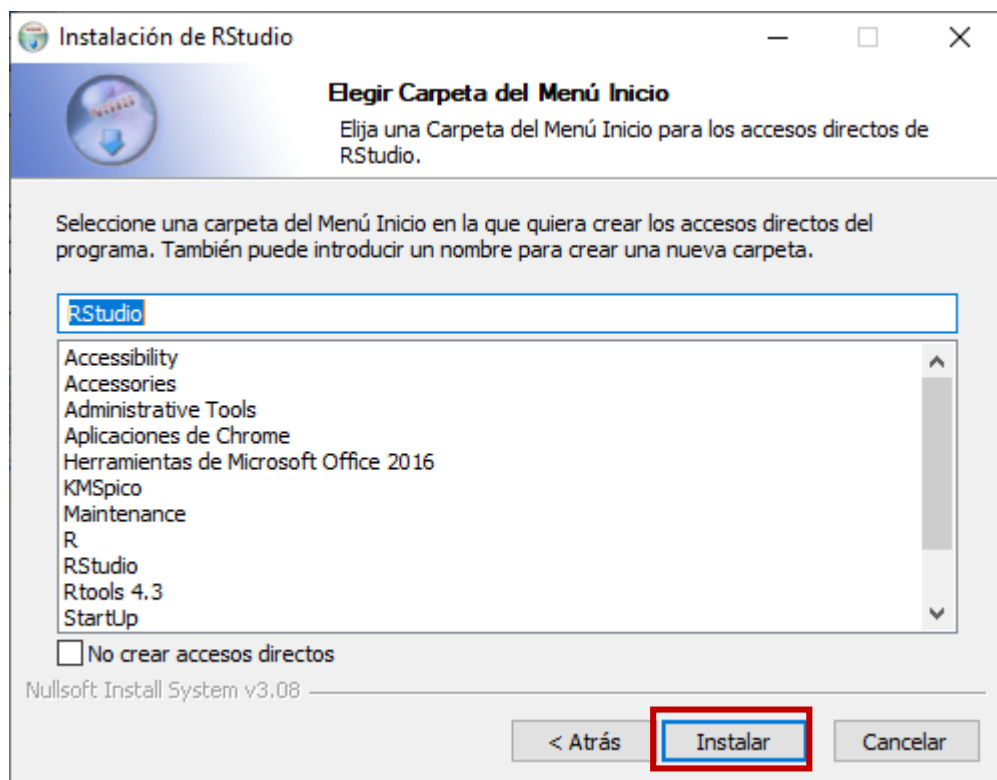 Instalación de RStudio
Elegir Carpeta del Menú Inicio
Elija una Carpeta del Menú Inicio para los accesos directos de
RStudio.
Seleccione una carpeta del Menú Inicio en la que quiera crear los accesos directos del
programa. También puede introducir un nombre para crear una nueva carpeta.
RStudio
Accessibility
Accessories
Administrative Tools
Aplicaciones de Chrome
Herramientas de Microsoft Office 2016
KMSpico
Maintenance
R
RStudio
Rtools 4.3
StartUp
No crear accesos directos
Nullsoft Install System v3.08
< Atrás Instalar Cancelar